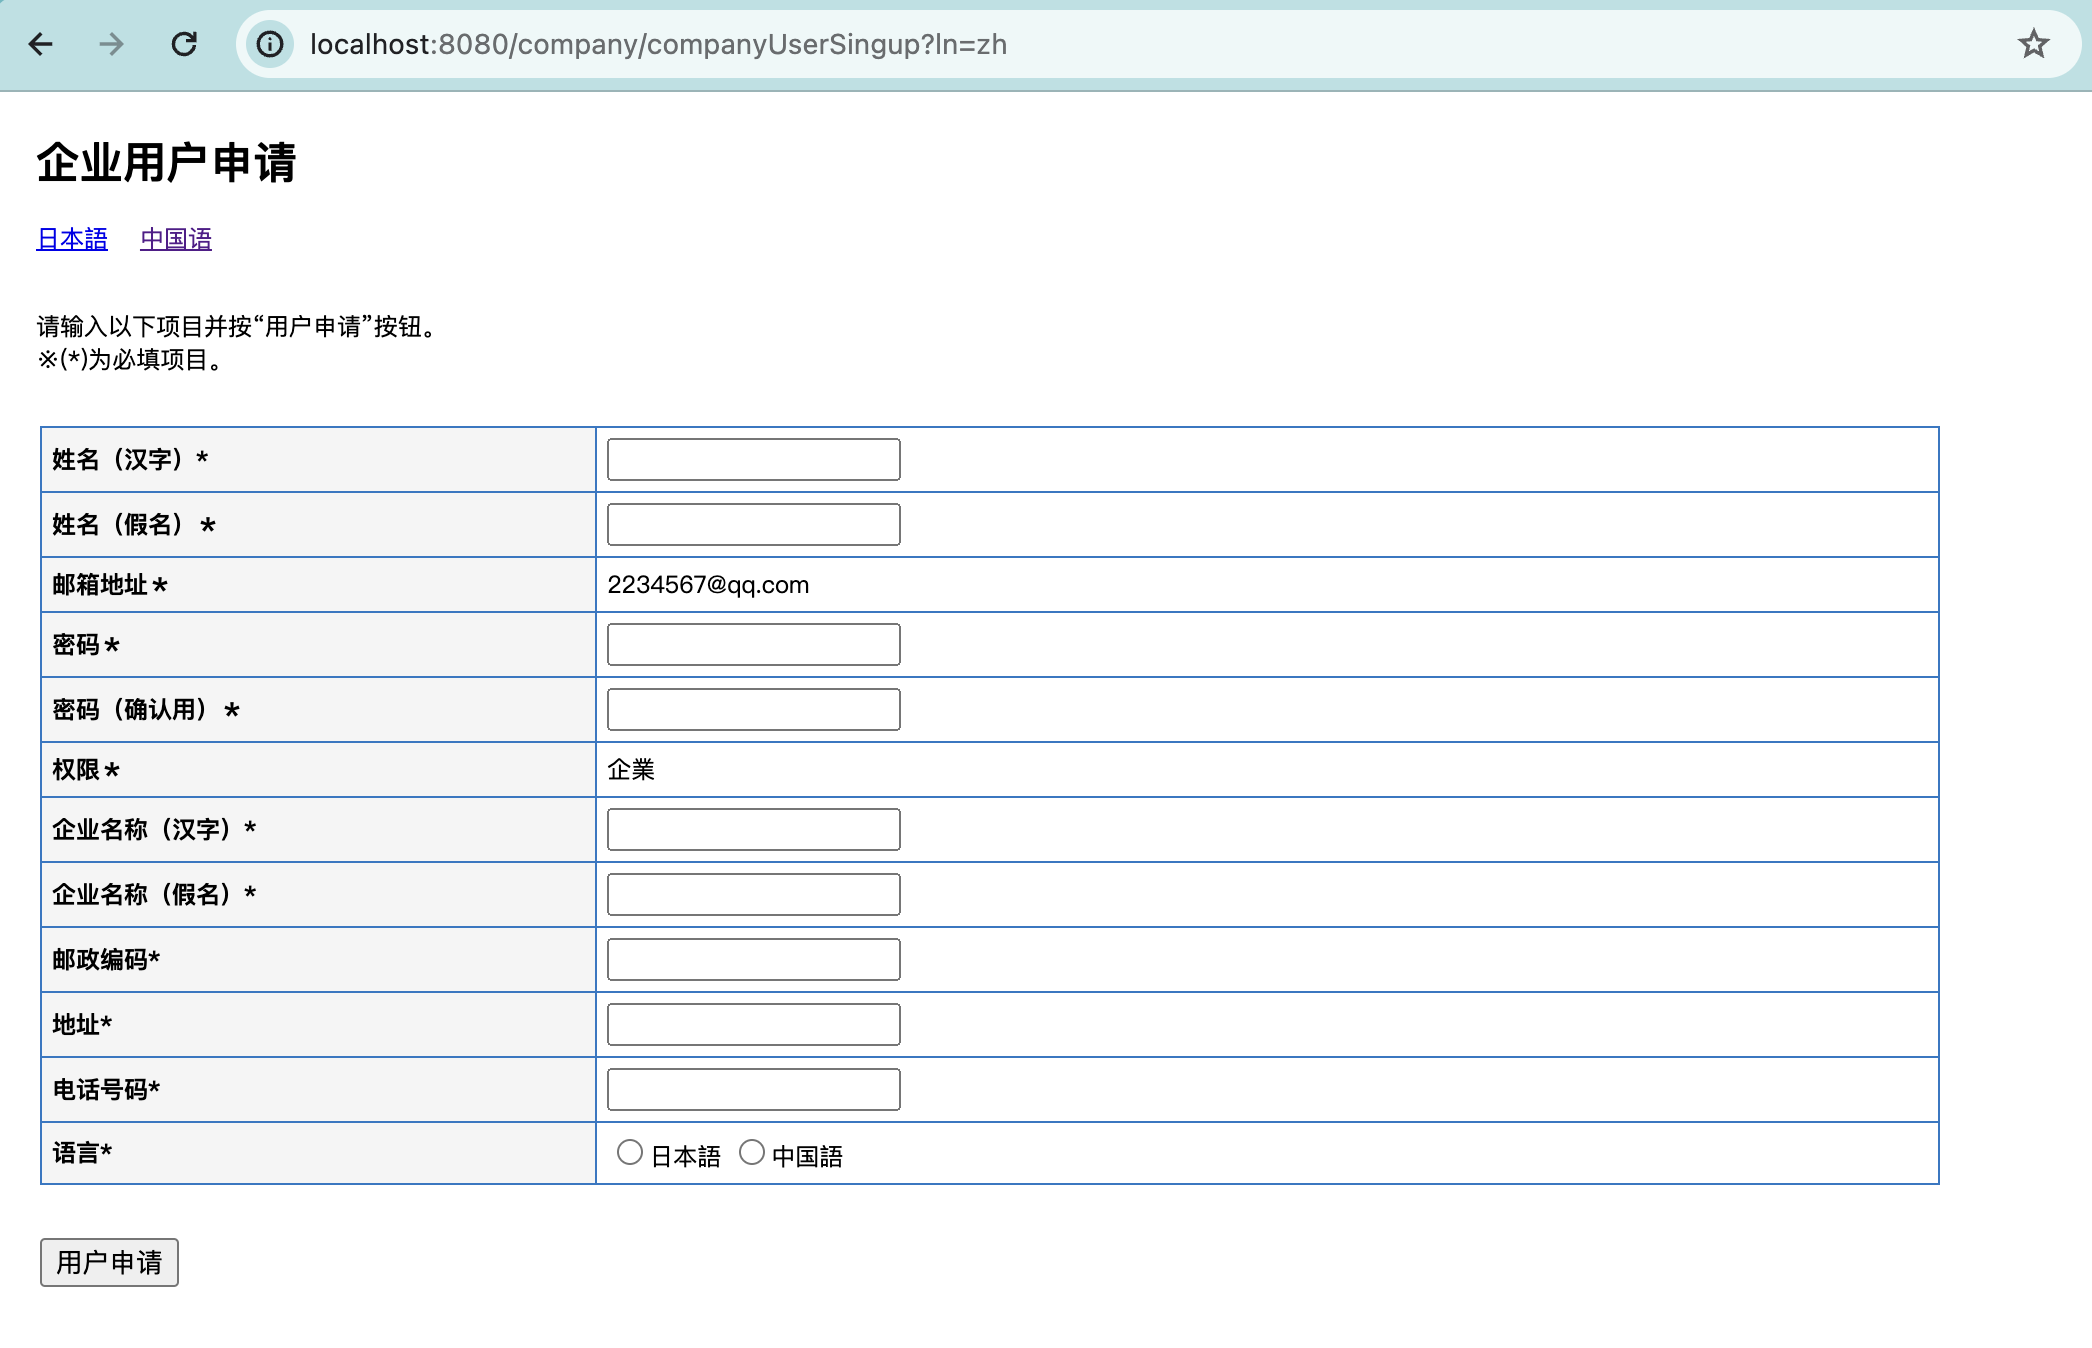 localhost:8080/company/companyUserSingup?ln=zh
企业用户申请
日本語 中国语
请输入以下项目并按“用户申请”按钮。
※(*)为必填项目。
姓名（汉字）*
姓名（假名）*
邮箱地址* 2234567@qq.com
密码*
密码（确认用）*
权限* 企業
企业名称（汉字）*
企业名称（假名）*
邮政编码*
地址*
电话号码*
语言* 日本語 中国語
用户申请